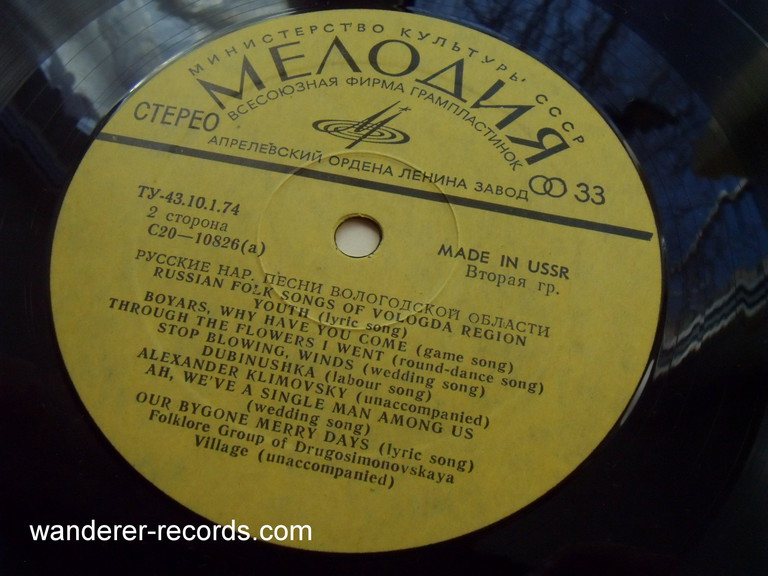 МИНИСТЕРСТВО КУЛЬТУРЫ СССР
МЕЛОДИЯ
ВСЕСОЮЗНАЯ ФИРМА ГРАМПЛАСТИНОК
СТЕРЕО
АПРЕЛЕВСКИЙ ОРДЕНА ЛЕНИНА ЗАВОД
33
ТУ-43.10.1.74
2 сторона
С20—10826(а)
MADE IN USSR
Вторая гр.
РУССКИЕ НАР. ПЕСНИ ВОЛОГОДСКОЙ ОБЛАСТИ
RUSSIAN FOLK SONGS OF VOLOGDA REGION
YOUTH (lyric song)
BOYARS, WHY HAVE YOU COME (game song)
THROUGH THE FLOWERS I WENT (round-dance song)
STOP BLOWING, WINDS (wedding song)
DUBINUSHKA (labour song)
ALEXANDER KLIMOVSKY (unaccompanied)
AH, WE'VE A SINGLE MAN AMONG US
(wedding song)
OUR BYGONE MERRY DAYS (lyric song)
Folklore Group of Drugosimonovskaya
Village (unaccompanied)
wanderer-records.com